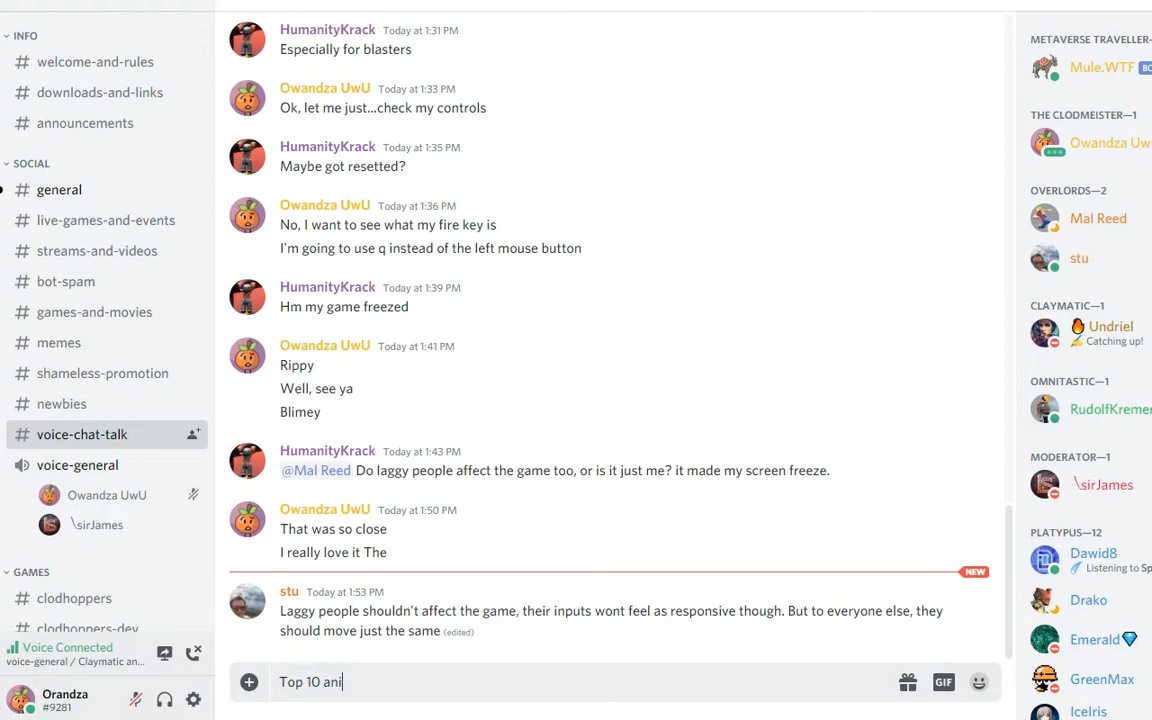 INFO
# welcome-and-rules
# downloads-and-links
# announcements
SOCIAL
# general
# live-games-and-events
# streams-and-videos
# bot-spam
# games-and-movies
# memes
# shameless-promotion
# newbies
# voice-chat-talk
voice-general
Owandza UwU
\sirJames
GAMES
# clodhoppers
# clodhoppers-dev
Voice Connected
voice-general / Claymatic an...
Orandza
#9281
HumanityKrack Today at 1:31 PM
Especially for blasters
Owandza UwU Today at 1:33 PM
Ok, let me just...check my controls
HumanityKrack Today at 1:35 PM
Maybe got resetted?
Owandza UwU Today at 1:36 PM
No, I want to see what my fire key is
I'm going to use q instead of the left mouse button
HumanityKrack Today at 1:39 PM
Hm my game freezed
Owandza UwU Today at 1:41 PM
Rippy
Well, see ya
Blimey
HumanityKrack Today at 1:43 PM
@Mal Reed Do laggy people affect the game too, or is it just me? it made my screen freeze.
Owandza UwU Today at 1:50 PM
That was so close
I really love it The
NEW
stu Today at 1:53 PM
Laggy people shouldn't affect the game, their inputs wont feel as responsive though. But to everyone else, they
should move just the same (edited)
Top 10 ani
GIF
METAVERSE TRAVELLER—
Mule.WTF BO
THE CLODMEISTER—1
Owandza Uw
OVERLORDS—2
Mal Reed
stu
CLAYMATIC—1
Undriel
Catching up!
OMNITASTIC—1
RudolfKremer
MODERATOR—1
\sirJames
PLATYPUS—12
Dawid8
Listening to Sp
Drako
Emerald
GreenMax
IceIris